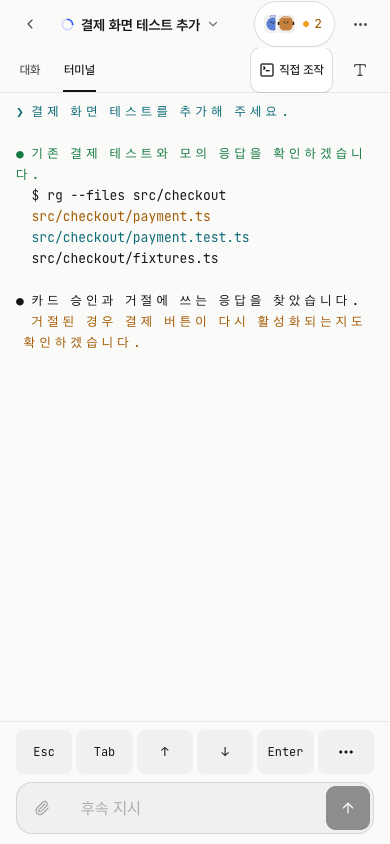 결제 화면 테스트 추가
2
대화
터미널
직접 조작
❯ 결제 화면 테스트를 추가해 주세요.
● 기존 결제 테스트와 모의 응답을 확인하겠습니
다.
$ rg --files src/checkout
src/checkout/payment.ts
src/checkout/payment.test.ts
src/checkout/fixtures.ts
● 카드 승인과 거절에 쓰는 응답을 찾았습니다.
거절된 경우 결제 버튼이 다시 활성화되는지도
확인하겠습니다.
Esc
Tab
↑
↓
Enter
•••
후속 지시